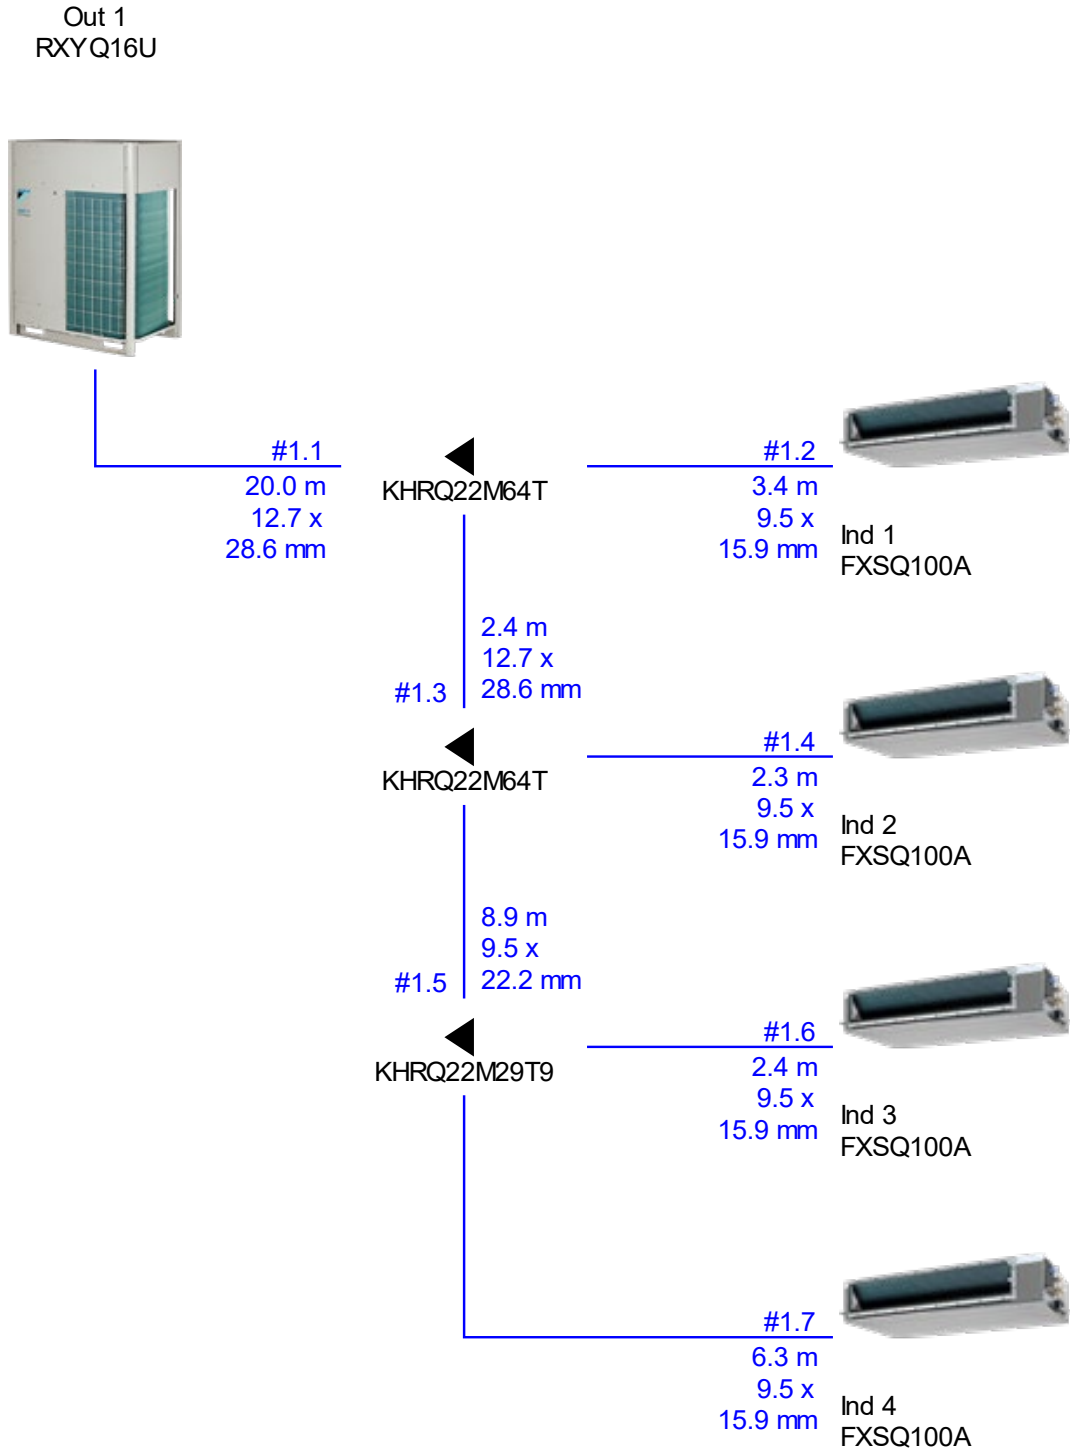 Out 1
RXYQ16U
#1.1
20.0 m
12.7 x
28.6 mm
KHRQ22M64T
#1.2
3.4 m
9.5 x
15.9 mm
Ind 1
FXSQ100A
2.4 m
12.7 x
28.6 mm
#1.3
KHRQ22M64T
#1.4
2.3 m
9.5 x
15.9 mm
Ind 2
FXSQ100A
8.9 m
9.5 x
22.2 mm
#1.5
KHRQ22M29T9
#1.6
2.4 m
9.5 x
15.9 mm
Ind 3
FXSQ100A
#1.7
6.3 m
9.5 x
15.9 mm
Ind 4
FXSQ100A